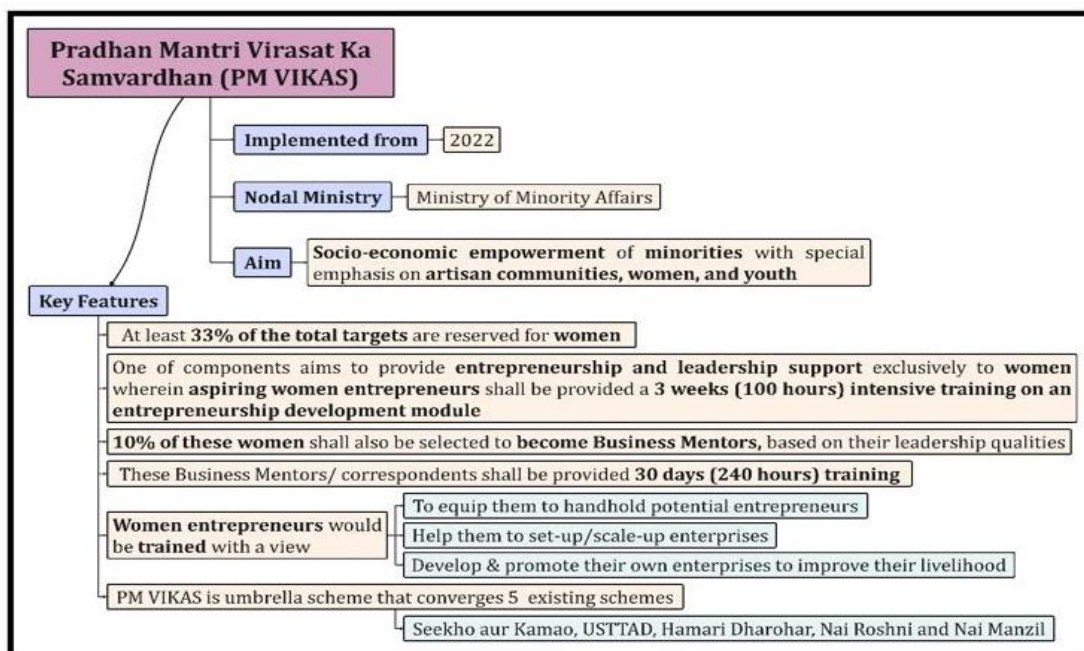 Pradhan Mantri Virasat Ka
Samvardhan (PM VIKAS)
Implemented from
2022
Nodal Ministry
Ministry of Minority Affairs
Aim
Socio-economic empowerment of minorities with special
emphasis on artisan communities, women, and youth
Key Features
At least 33% of the total targets are reserved for women
One of components aims to provide entrepreneurship and leadership support exclusively to women
wherein aspiring women entrepreneurs shall be provided a 3 weeks (100 hours) intensive training on an
entrepreneurship development module
10% of these women shall also be selected to become Business Mentors, based on their leadership qualities
These Business Mentors/ correspondents shall be provided 30 days (240 hours) training
Women entrepreneurs would
be trained with a view
To equip them to handhold potential entrepreneurs
Help them to set-up/scale-up enterprises
Develop & promote their own enterprises to improve their livelihood
PM VIKAS is umbrella scheme that converges 5 existing schemes
Seekho aur Kamao, USTTAD, Hamari Dharohar, Nai Roshni and Nai Manzil